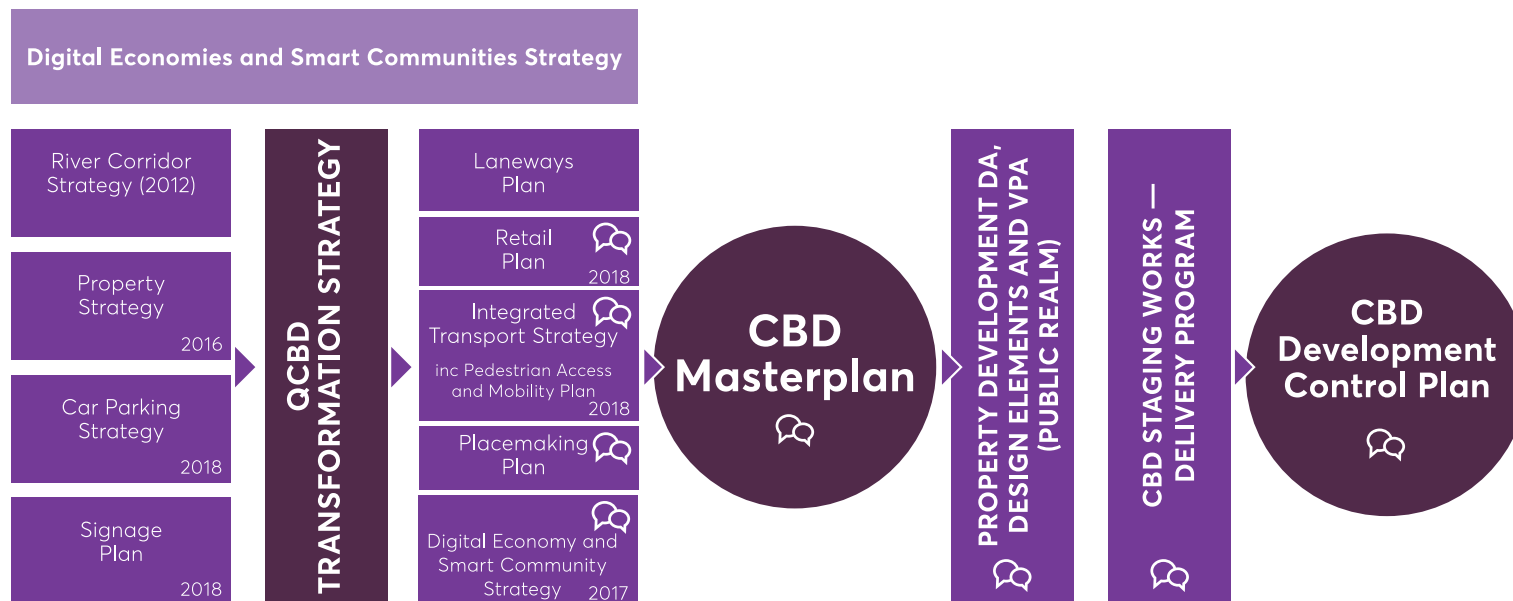 Digital Economies and Smart Communities Strategy
River Corridor
Strategy (2012)
Property
Strategy
2016
Car Parking
Strategy
2018
Signage
Plan
2018
QCBD
TRANSFORMATION STRATEGY
Laneways
Plan
Retail
Plan
2018
Integrated
Transport Strategy
inc Pedestrian Access
and Mobility Plan
2018
Placemaking
Plan
Digital Economy and
Smart Community
Strategy
2017
CBD
Masterplan
PROPERTY DEVELOPMENT DA,
DESIGN ELEMENTS AND VPA
(PUBLIC REALM)
CBD STAGING WORKS —
DELIVERY PROGRAM
CBD
Development
Control Plan